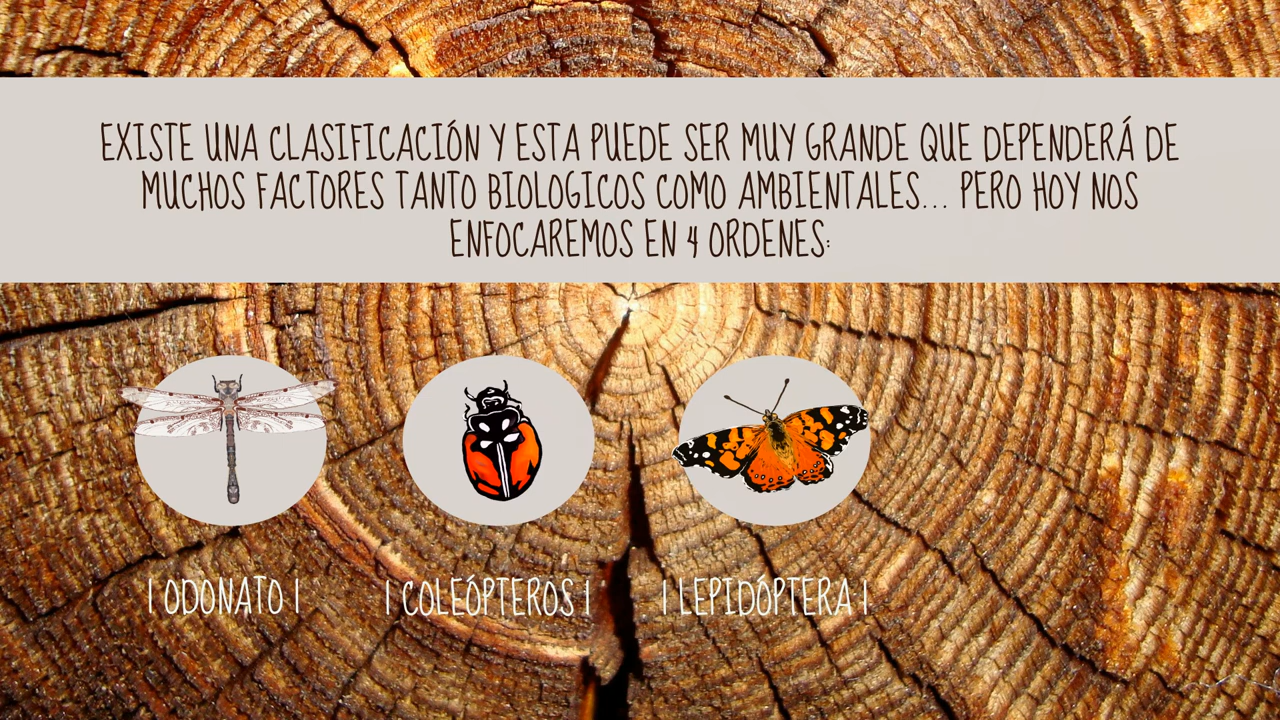 EXISTE UNA CLASIFICACIÓN Y ESTA PUEDE SER MUY GRANDE QUE DEPENDERÁ DE
MUCHOS FACTORES TANTO BIOLOGICOS COMO AMBIENTALES... PERO HOY NOS
ENFOCAREMOS EN 4 ORDENES:
| ODONATO |
| COLEÓPTEROS |
| LEPIDÓPTERA |